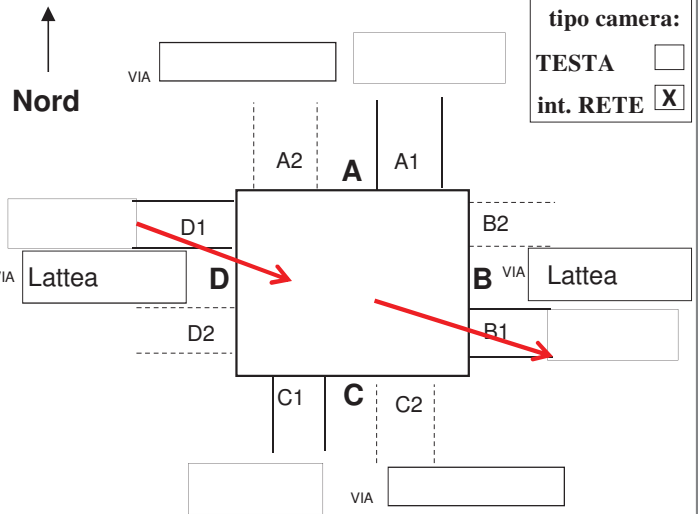 tipo camera:
TESTA
int. RETE X
Nord
VIA
A2 A A1
D1 B2
VIA Lattea D B VIA Lattea
D2 B1
C1 C C2
VIA